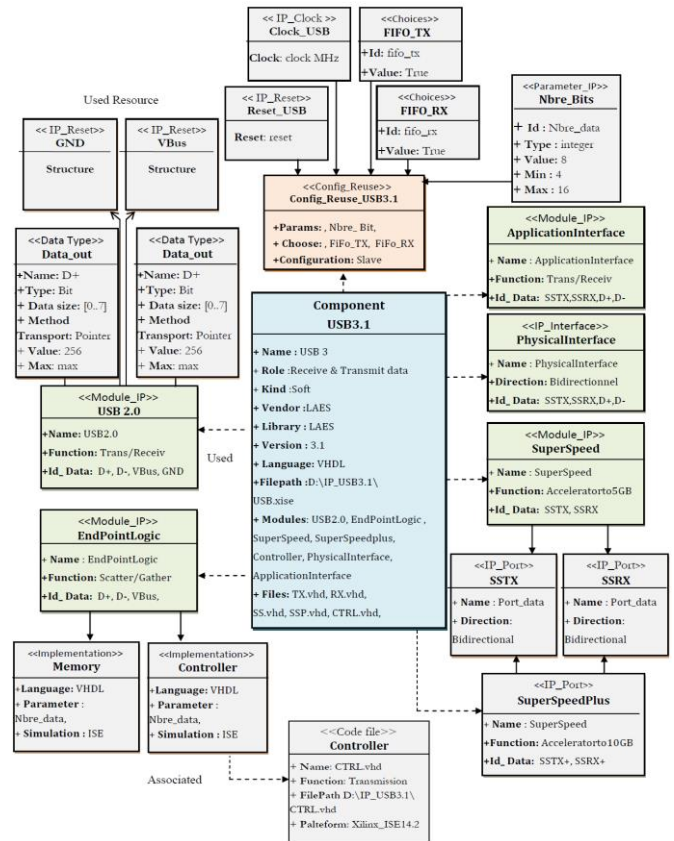 << IP_Clock >>
Clock_USB
Clock: clock MHz
<<Choices>>
FIFO_TX
+Id: fifo_tx
+Value: True
Used Resource
<< IP_Reset>>
GND
Structure
<< IP_Reset>>
VBus
Structure
<< IP_Reset>>
Reset_USB
Reset: reset
<<Choices>>
FIFO_RX
+Id: fifo_rx
+Value: True
<<Parameter_IP>>
Nbre_Bits
+ Id : Nbre_data
+ Type : integer
+ Value: 8
+ Min : 4
+ Max : 16
<<Config_Reuse>>
Config_Reuse_USB3.1
+Params: , Nbre_ Bit,
+ Choose: , FiFo_TX, FiFo_RX
+Configuration: Slave
<<Data Type>>
Data_out
+Name: D+
+Type: Bit
+ Data size: [0..7]
+ Method
Transport: Pointer
+ Value: 256
+ Max: max
<<Data Type>>
Data_out
+Name: D+
+Type: Bit
+ Data size: [0..7]
+ Method
Transport: Pointer
+ Value: 256
+ Max: max
<<Module_IP>>
ApplicationInterface
+ Name : ApplicationInterface
+Function: Trans/Receiv
+Id_Data: SSTX,SSRX,D+,D-
Component
USB3.1
+ Name : USB 3
+ Role :Receive & Transmit data
+ Kind :Soft
+ Vendor :LAES
+ Library : LAES
+ Version : 3.1
+ Language: VHDL
+Filepath :D:\IP_USB3.1\
USB.xise
+ Modules: USB2.0, EndPointLogic ,
SuperSpeed, SuperSpeedplus,
Controller, PhysicalInterface,
ApplicationInterface
+ Files: TX.vhd, RX.vhd,
SS.vhd, SSP.vhd, CTRL.vhd,
<<IP_Interface>>
PhysicalInterface
+ Name : PhysicalInterface
+Direction: Bidirectionnel
+Id_ Data: SSTX,SSRX,D+,D-
<<Module_IP>>
USB 2.0
+Name: USB2.0
+Function: Trans/Receiv
+Id_Data: D+, D-, VBus, GND
Used
<<Module_IP>>
SuperSpeed
+ Name : SuperSpeed
+Function: Acceleratorto5GB
+Id_ Data: SSTX, SSRX
<<Module_IP>>
EndPointLogic
+ Name : EndPointLogic
+Function: Scatter/Gather
+Id_ Data: D+, D-, VBus,
<<IP_Port>>
SSTX
+ Name : Port_data
+ Direction:
Bidirectional
<<IP_Port>>
SSRX
+ Name : Port_data
+ Direction:
Bidirectional
<<Implementation>>
Memory
+Language: VHDL
+ Parameter :
Nbre_data,
+ Simulation : ISE
<<Implementation>>
Controller
+Language: VHDL
+ Parameter :
Nbre_data,
+ Simulation : ISE
<<IP_Port>>
SuperSpeedPlus
+ Name : SuperSpeed
+Function: Acceleratorto10GB
+Id_ Data: SSTX+, SSRX+
Associated
<<Code file>>
Controller
+ Name: CTRL.vhd
+ Function: Transmission
+ FilePath D:\IP_USB3.1\
CTRL.vhd
+ Palteform: Xilinx_ISE14.2